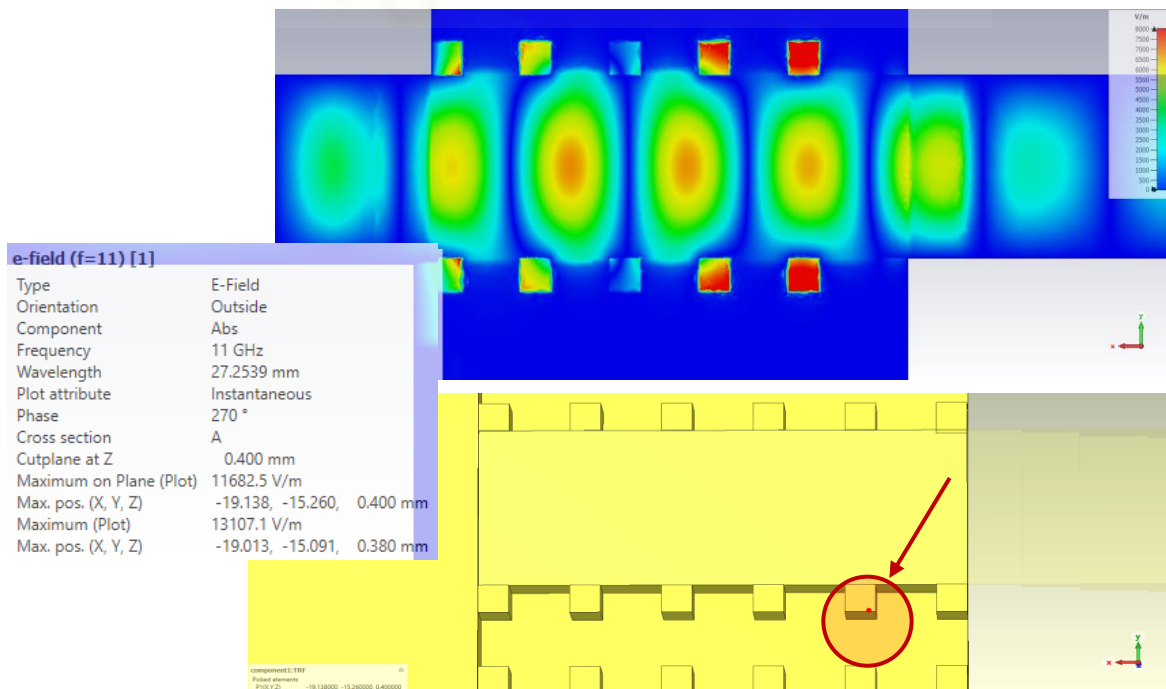 V/m
8000
7500
7000
6500
6000
5500
5000
4500
4000
3500
3000
2500
2000
1500
1000
500
0
y
x
e-field (f=11) [1]
Type E-Field
Orientation Outside
Component Abs
Frequency 11 GHz
Wavelength 27.2539 mm
Plot attribute Instantaneous
Phase 270 °
Cross section A
Cutplane at Z 0.400 mm
Maximum on Plane (Plot) 11682.5 V/m
Max. pos. (X, Y, Z) -19.138, -15.260, 0.400 mm
Maximum (Plot) 13107.1 V/m
Max. pos. (X, Y, Z) -19.013, -15.091, 0.380 mm
y
x
component1:TRF
Picked elements
P1(X,Y,Z) -19.138000, -15.260000, 0.400000